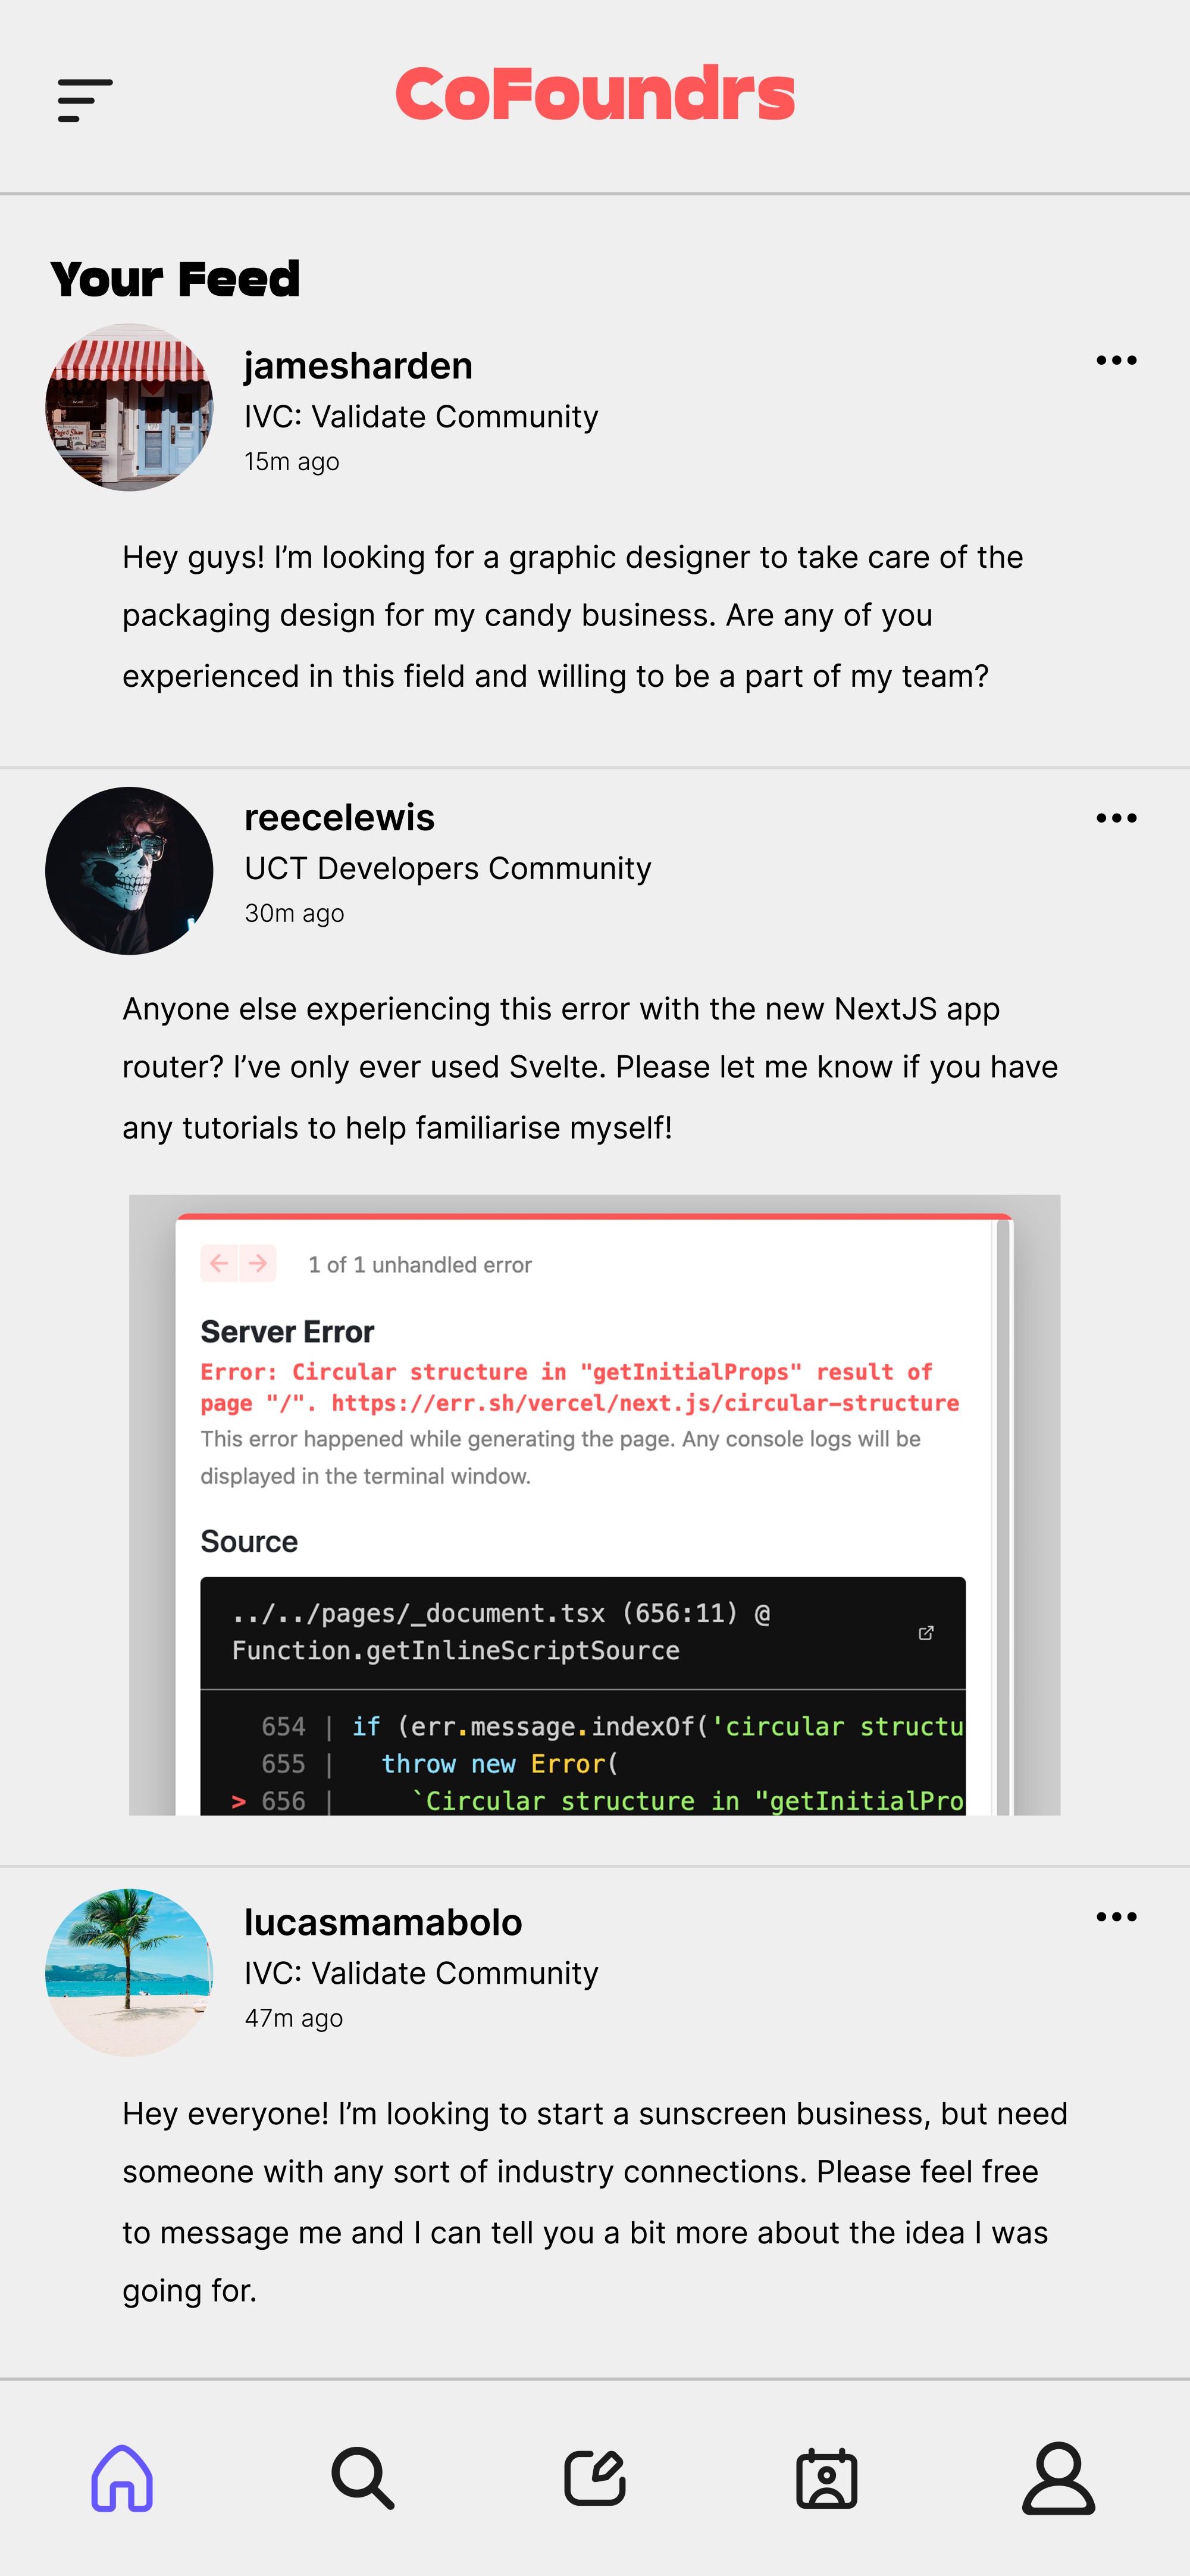 CoFoundrs
Your Feed
jamesharden
IVC: Validate Community
15m ago
Hey guys! I’m looking for a graphic designer to take care of the
packaging design for my candy business. Are any of you
experienced in this field and willing to be a part of my team?
reecelewis
UCT Developers Community
30m ago
Anyone else experiencing this error with the new NextJS app
router? I’ve only ever used Svelte. Please let me know if you have
any tutorials to help familiarise myself!
1 of 1 unhandled error
Server Error
Error: Circular structure in "getInitialProps" result of
page "/". https://err.sh/vercel/next.js/circular-structure
This error happened while generating the page. Any console logs will be
displayed in the terminal window.
Source
../../pages/_document.tsx (656:11) @
Function.getInlineScriptSource
654 | if (err.message.indexOf('circular structu
655 | throw new Error(
> 656 | `Circular structure in "getInitialPro
lucasmamabolo
IVC: Validate Community
47m ago
Hey everyone! I’m looking to start a sunscreen business, but need
someone with any sort of industry connections. Please feel free
to message me and I can tell you a bit more about the idea I was
going for.